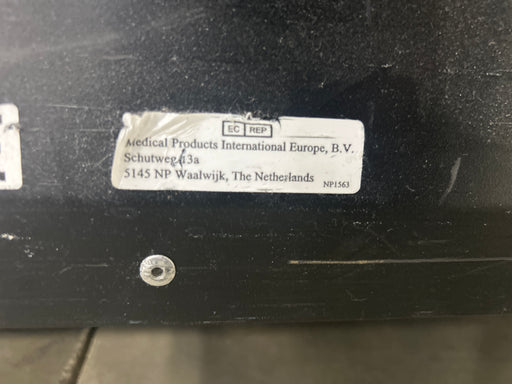 EC REP
Medical Products International Europe, B.V.
Schutweg 13a
5145 NP Waalwijk, The Netherlands
NP1563